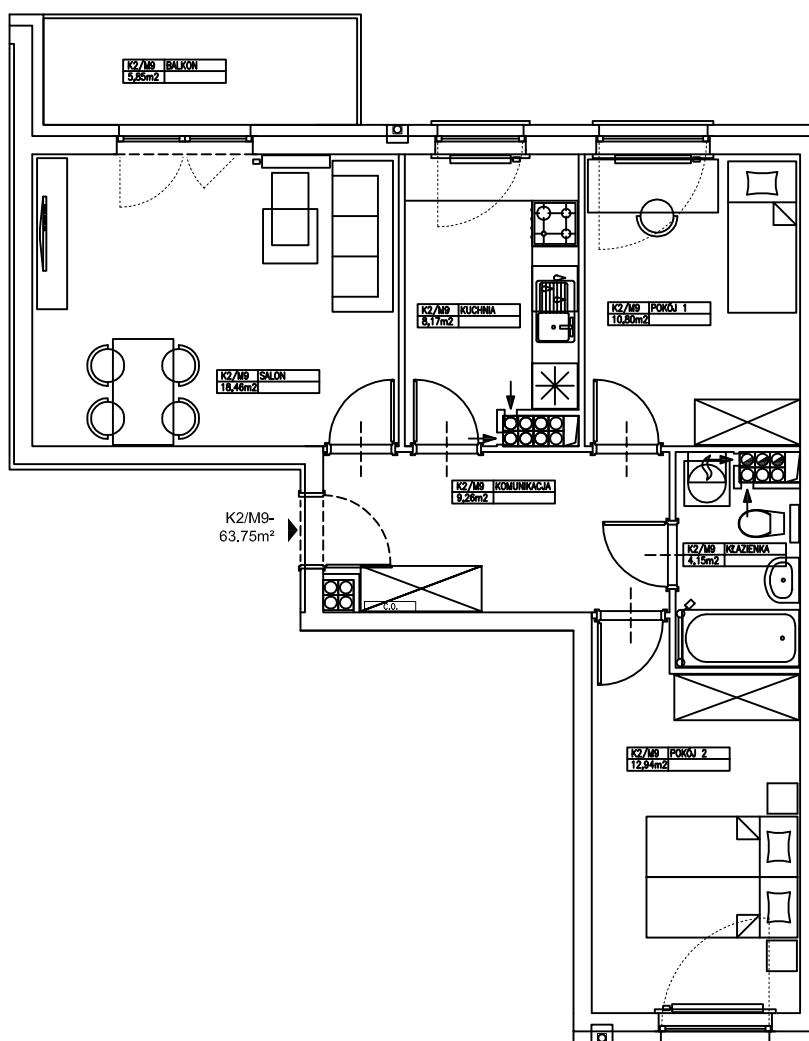 K2/M9 BALKON
5,85m2
K2/M9 KUCHNIA
8,17m2
K2/M9 POKÓJ 1
10,80m2
K2/M9 SALON
18,46m2
K2/M9 KOMUNIKACJA
9,26m2
K2/M9-
63.75m²
K2/M9 ŁAZIENKA
4,15m2
C.O.
K2/M9 POKÓJ 2
12,94m2